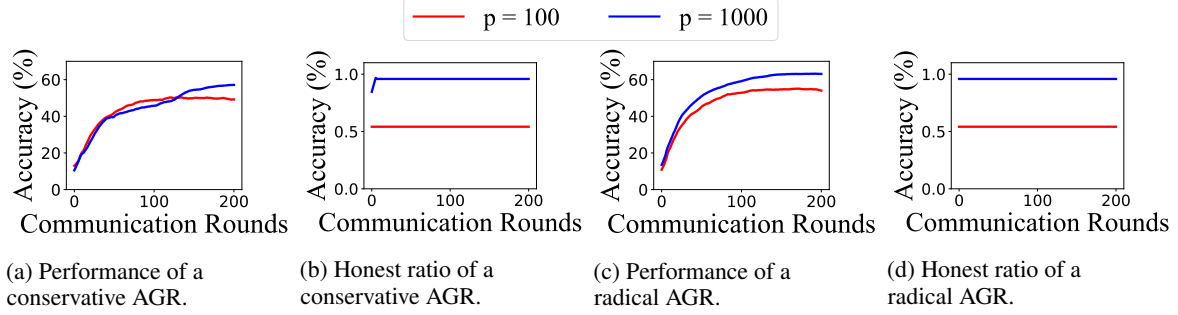 p = 100
p = 1000
Accuracy (%)
60
40
20
0
0
100
200
Communication Rounds
(a) Performance of a
conservative AGR.
Accuracy (%)
1.0
0.5
0.0
0
200
Communication Rounds
(b) Honest ratio of a
conservative AGR.
Accuracy (%)
60
40
20
0
0
100
200
Communication Rounds
(c) Performance of a
radical AGR.
Accuracy (%)
1.0
0.5
0.0
0
100
200
Communication Rounds
(d) Honest ratio of a
radical AGR.